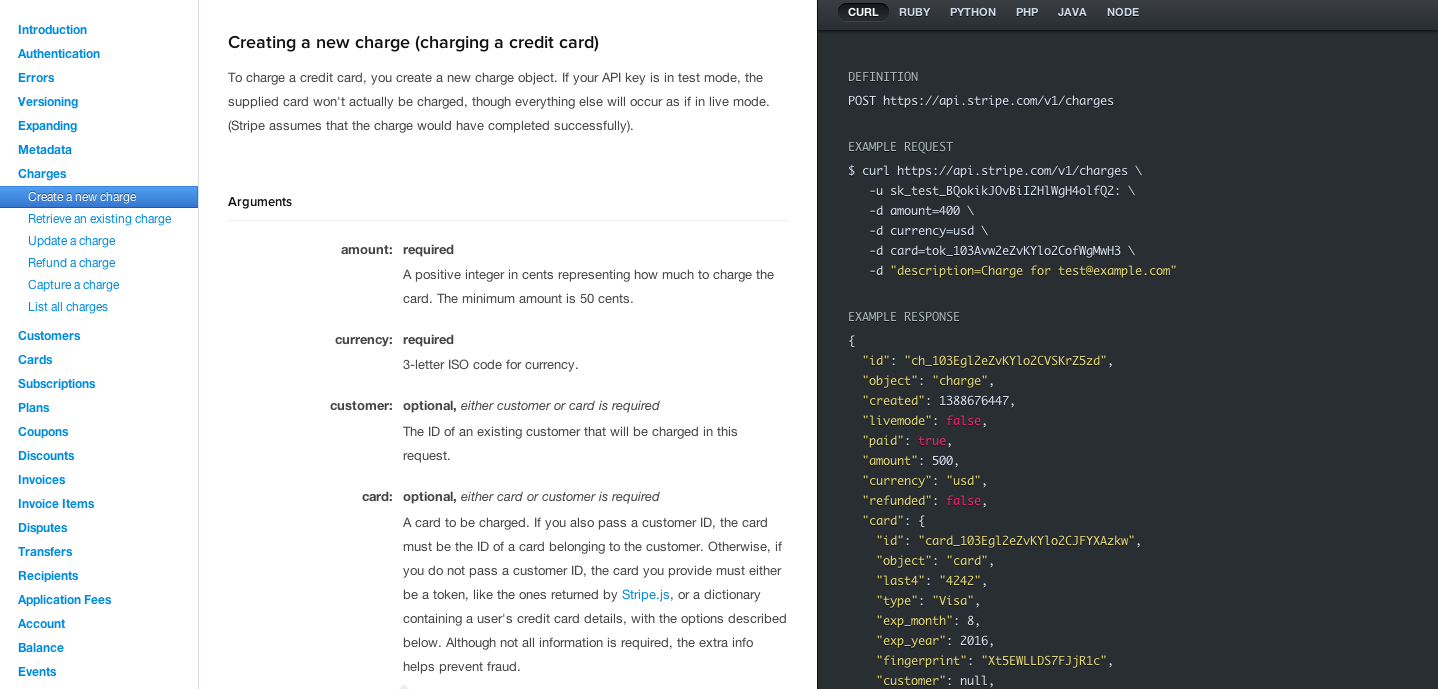 Introduction
Authentication
Errors
Versioning
Expanding
Metadata
Charges
Create a new charge
Retrieve an existing charge
Update a charge
Refund a charge
Capture a charge
List all charges
Customers
Cards
Subscriptions
Plans
Coupons
Discounts
Invoices
Invoice Items
Disputes
Transfers
Recipients
Application Fees
Account
Balance
Events
Creating a new charge (charging a credit card)
To charge a credit card, you create a new charge object. If your API key is in test mode, the
supplied card won't actually be charged, though everything else will occur as if in live mode.
(Stripe assumes that the charge would have completed successfully).
Arguments
amount: required
A positive integer in cents representing how much to charge the
card. The minimum amount is 50 cents.
currency: required
3-letter ISO code for currency.
customer: optional, either customer or card is required
The ID of an existing customer that will be charged in this
request.
card: optional, either card or customer is required
A card to be charged. If you also pass a customer ID, the card
must be the ID of a card belonging to the customer. Otherwise, if
you do not pass a customer ID, the card you provide must either
be a token, like the ones returned by Stripe.js, or a dictionary
containing a user's credit card details, with the options described
below. Although not all information is required, the extra info
helps prevent fraud.
CURL RUBY PYTHON PHP JAVA NODE
DEFINITION
POST https://api.stripe.com/v1/charges
EXAMPLE REQUEST
$ curl https://api.stripe.com/v1/charges \
-u sk_test_BQokikJOvBiI2HlWgH4olfQ2: \
-d amount=400 \
-d currency=usd \
-d card=tok_103Avw2eZvKYlo2CofWgMwH3 \
-d "description=Charge for test@example.com"
EXAMPLE RESPONSE
{
"id": "ch_103Egl2eZvKYlo2CVSKrZ5zd",
"object": "charge",
"created": 1388676447,
"livemode": false,
"paid": true,
"amount": 500,
"currency": "usd",
"refunded": false,
"card": {
"id": "card_103Egl2eZvKYlo2CJFYXAzkw",
"object": "card",
"last4": "4242",
"type": "Visa",
"exp_month": 8,
"exp_year": 2016,
"fingerprint": "Xt5EWLLDS7FJjR1c",
"customer": null,